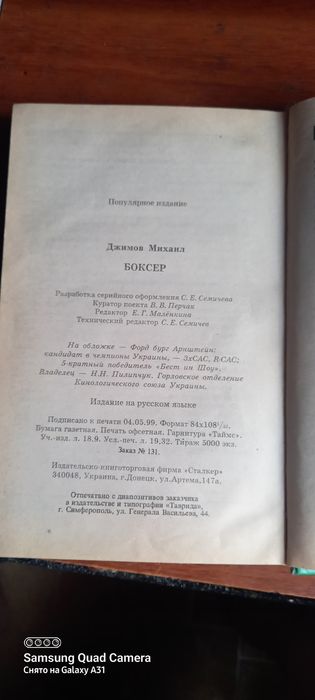 Популярное издание
Джимов Михаил
БОКСЕР
Разработка серийного оформления С. Е. Семичева
Куратор поекта В. В. Перчак
Редактор Е. Г. Малёнкина
Технический редактор С. Е. Семичев
На обложке — Форд бург Арнштейн:
кандидат в чемпионы Украины, — 3xCAC, R.CAC;
5-кратный победитель «Бест ин Шоу».
Владелец — Н.Н. Пилипчук. Горловское отделение
Кинологического союза Украины.
Издание на русском языке
Подписано к печати 04.05.99. Формат 84x108¹/₃₂.
Бумага газетная. Печать офсетная. Гарнитура «Таймс».
Уч.-изд. л. 18.9. Усл.-печ. л. 19,32. Тираж 5000 экз.
Заказ № 131.
Издательско-книготорговая фирма «Сталкер»
340048, Украина, г.Донецк, ул.Артема,147а.
Отпечатано с диапозитивов заказчика
в издательстве и типографии «Таврида»,
г. Симферополь, ул. Генерала Васильева, 44.
Samsung Quad Camera
Снято на Galaxy A31